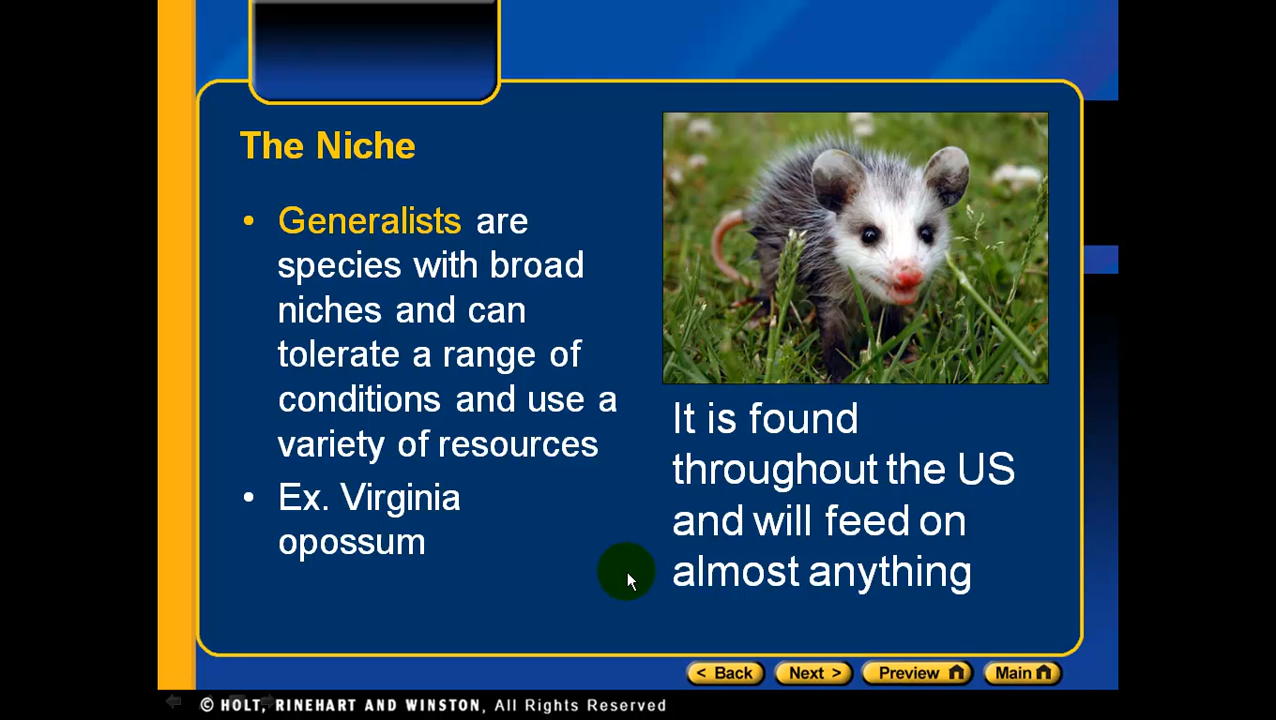 The Niche
• Generalists are
species with broad
niches and can
tolerate a range of
conditions and use a
variety of resources
• Ex. Virginia
opossum
It is found
throughout the US
and will feed on
almost anything
< Back
Next >
Preview
Main
© HOLT, RINEHART AND WINSTON, All Rights Reserved